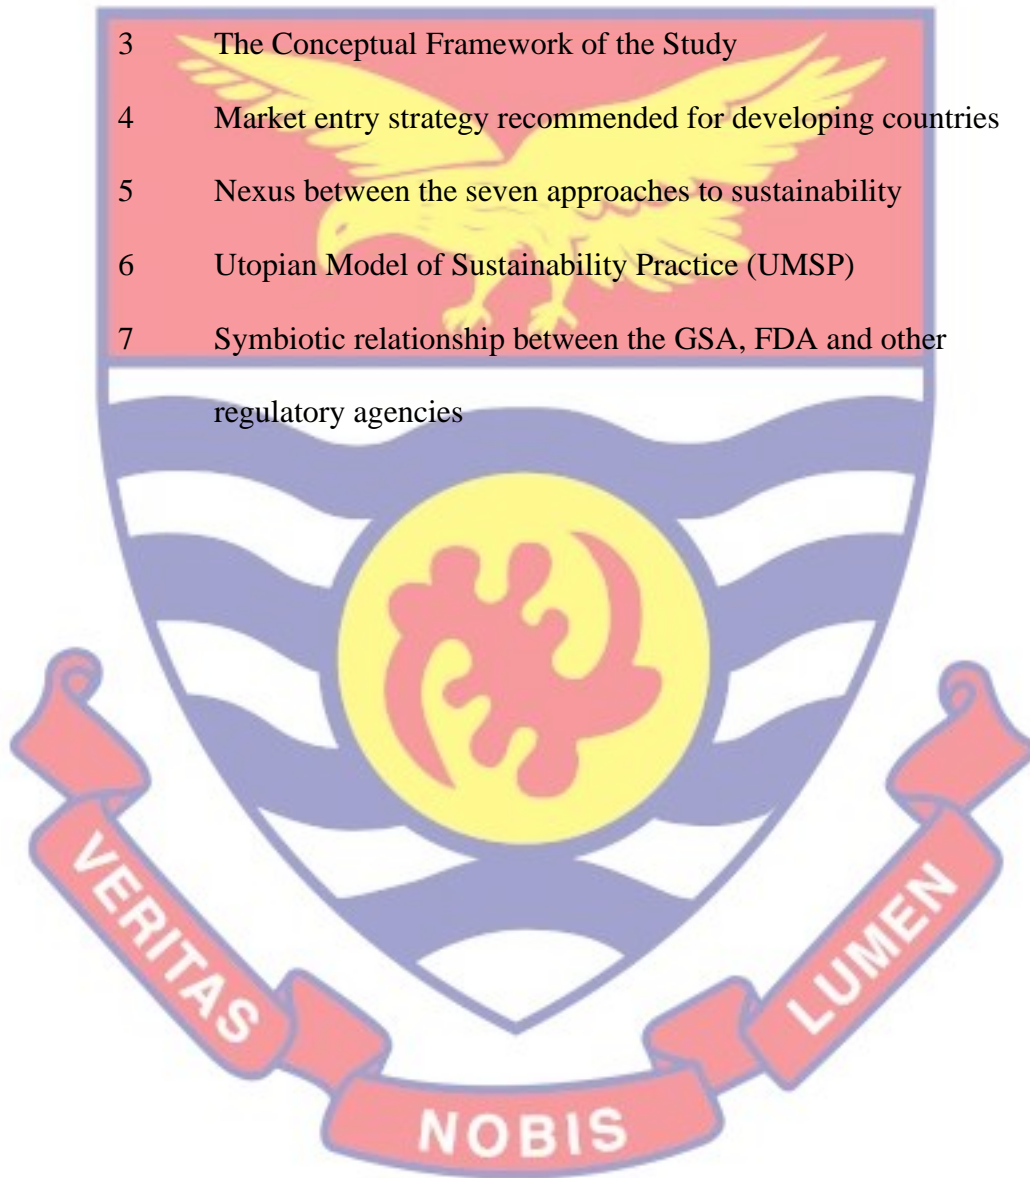 3 The Conceptual Framework of the Study
4 Market entry strategy recommended for developing countries
5 Nexus between the seven approaches to sustainability
6 Utopian Model of Sustainability Practice (UMSP)
7 Symbiotic relationship between the GSA, FDA and other
regulatory agencies
VERITAS
NOBIS
LUMEN